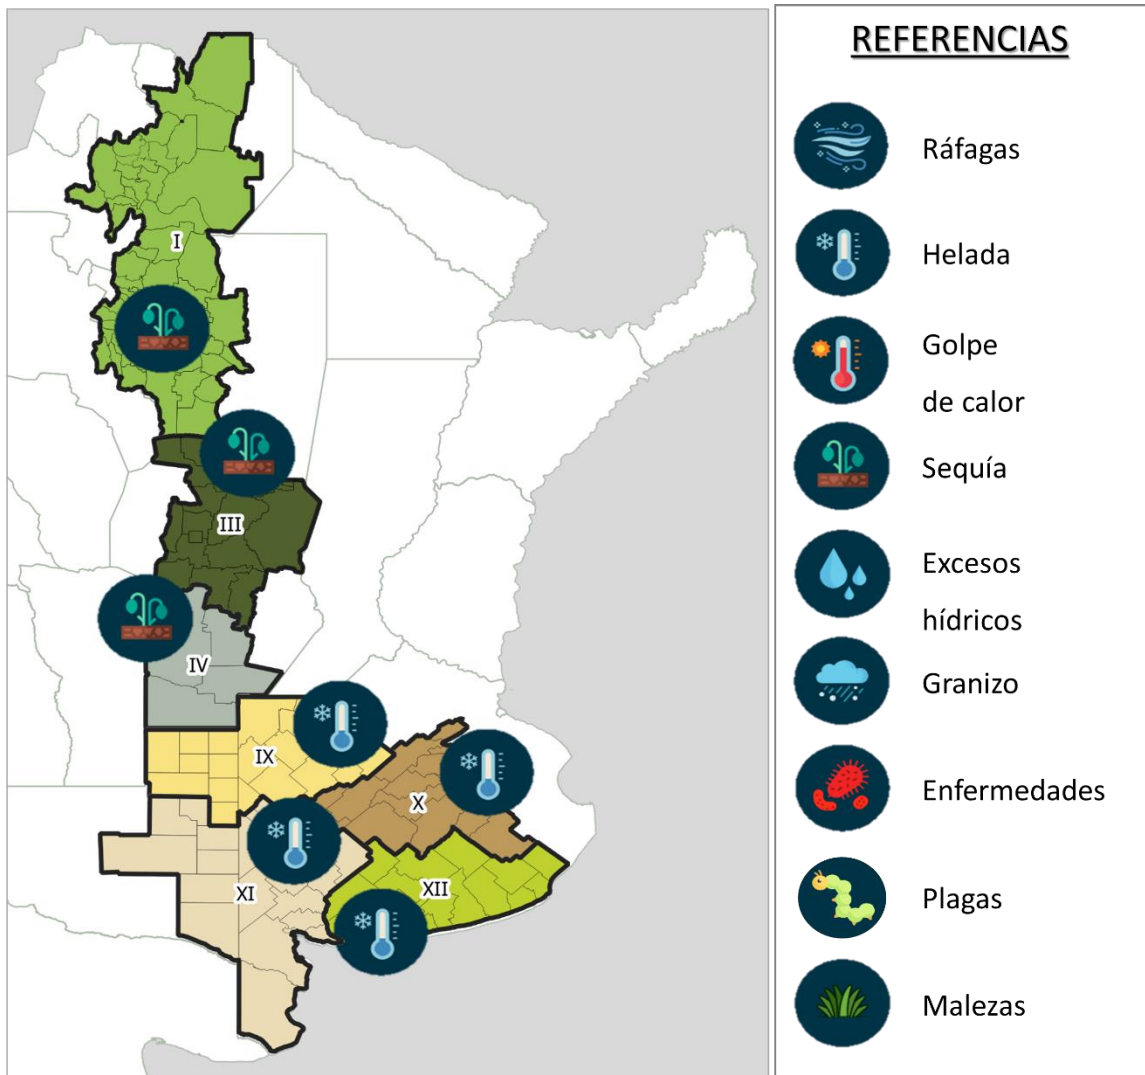 REFERENCIAS
Ráfagas
Helada
Golpe
de calor
Sequía
Excesos
hídricos
Granizo
Enfermedades
Plagas
Malezas
I
III
IV
IX
X
XI
XII